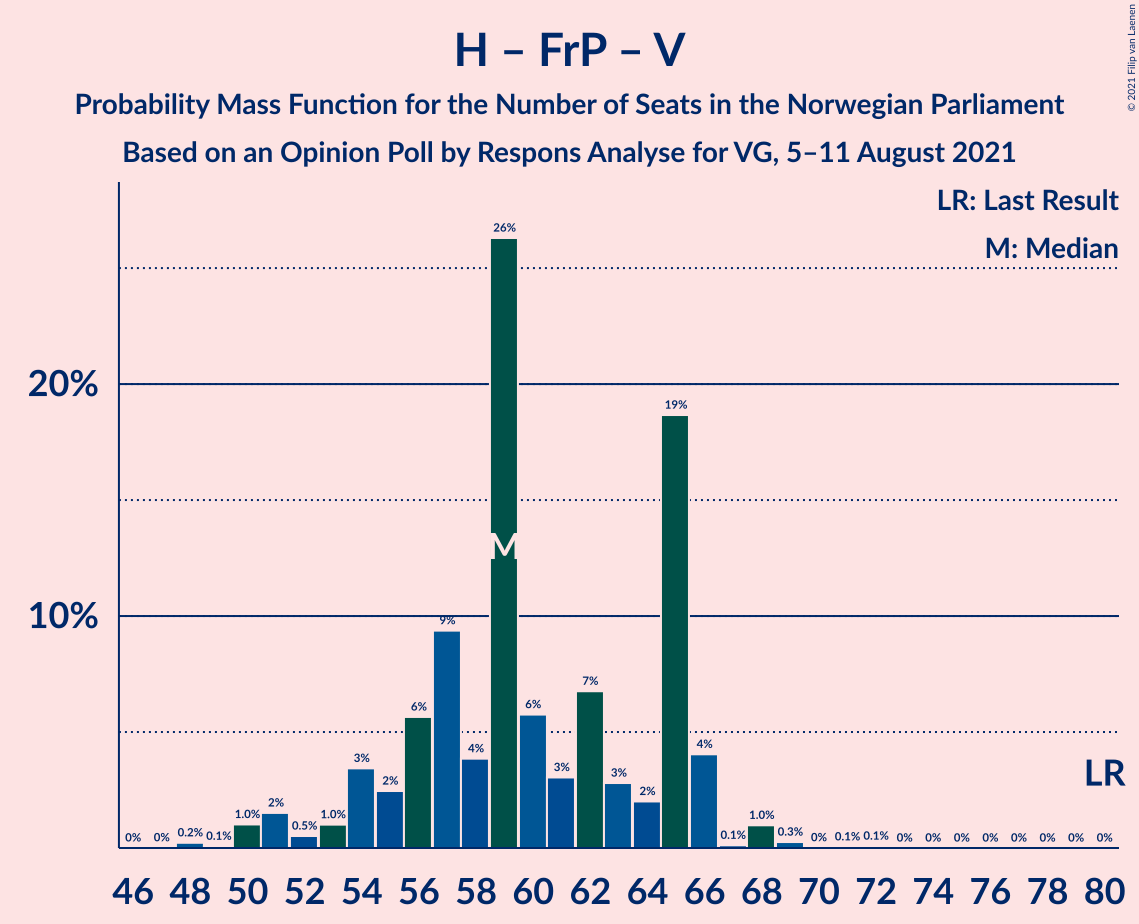 H – FrP – V
Probability Mass Function for the Number of Seats in the Norwegian Parliament
Based on an Opinion Poll by Respons Analyse for VG, 5–11 August 2021
© 2021 Filip van Laenen
LR: Last Result
M: Median
20%
10%
0% 0% 0.2% 0.1% 1.0% 2% 0.5% 1.0% 3% 2% 6% 9% 4% 26% 6% 3% 7% 3% 2% 19% 4% 0.1% 1.0% 0.3% 0% 0.1% 0.1% 0% 0% 0% 0% 0% 0% 0% 0%
M
LR
46 48 50 52 54 56 58 60 62 64 66 68 70 72 74 76 78 80